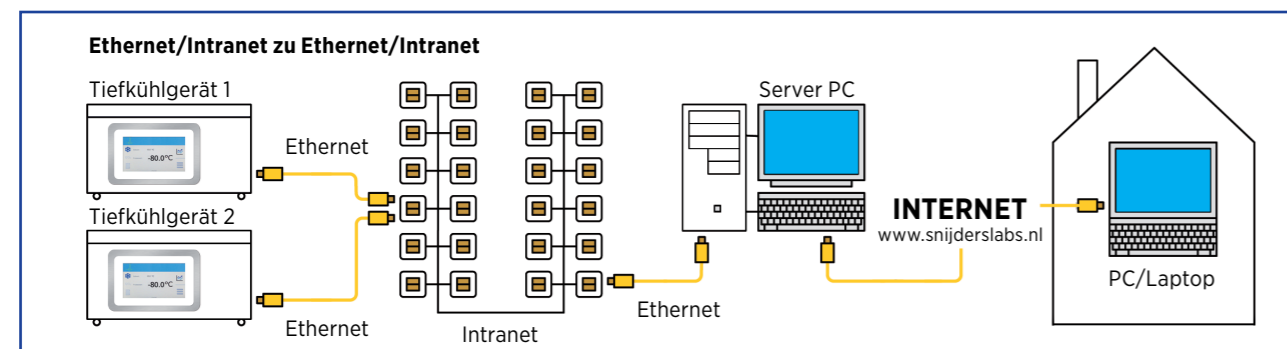 Ethernet/Intranet zu Ethernet/Intranet
Tiefkühlgerät 1
-80.0°C
Ethernet
Tiefkühlgerät 2
-80.0°C
Ethernet
Intranet
Ethernet
Server PC
INTERNET
www.snijderslabs.nl
PC/Laptop